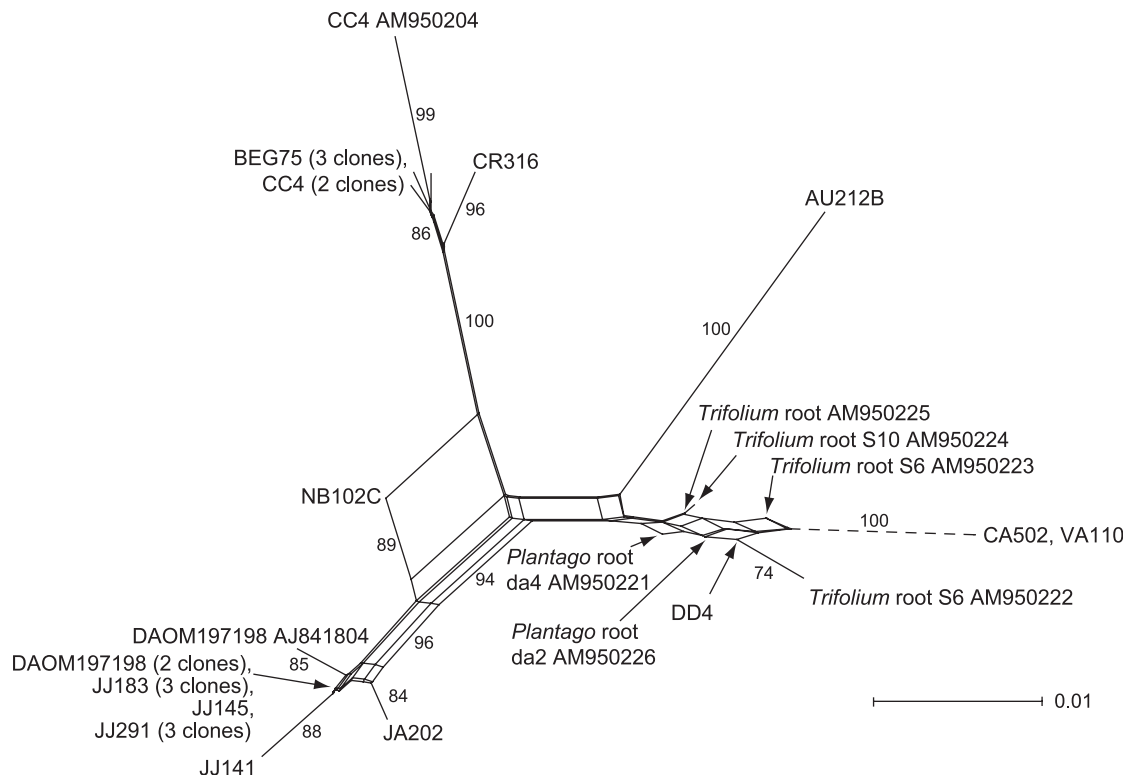 CC4 AM950204
99
BEG75 (3 clones),
CC4 (2 clones)
CR316
96
86
AU212B
100
100
Trifolium root AM950225
Trifolium root S10 AM950224
Trifolium root S6 AM950223
NB102C
89
100
CA502, VA110
Plantago root
da4 AM950221
94
74
Trifolium root S6 AM950222
DD4
Plantago root
da2 AM950226
DAOM197198 AJ841804
96
DAOM197198 (2 clones),
JJ183 (3 clones),
JJ145,
JJ291 (3 clones)
85
84
88
JA202
JJ141
0.01